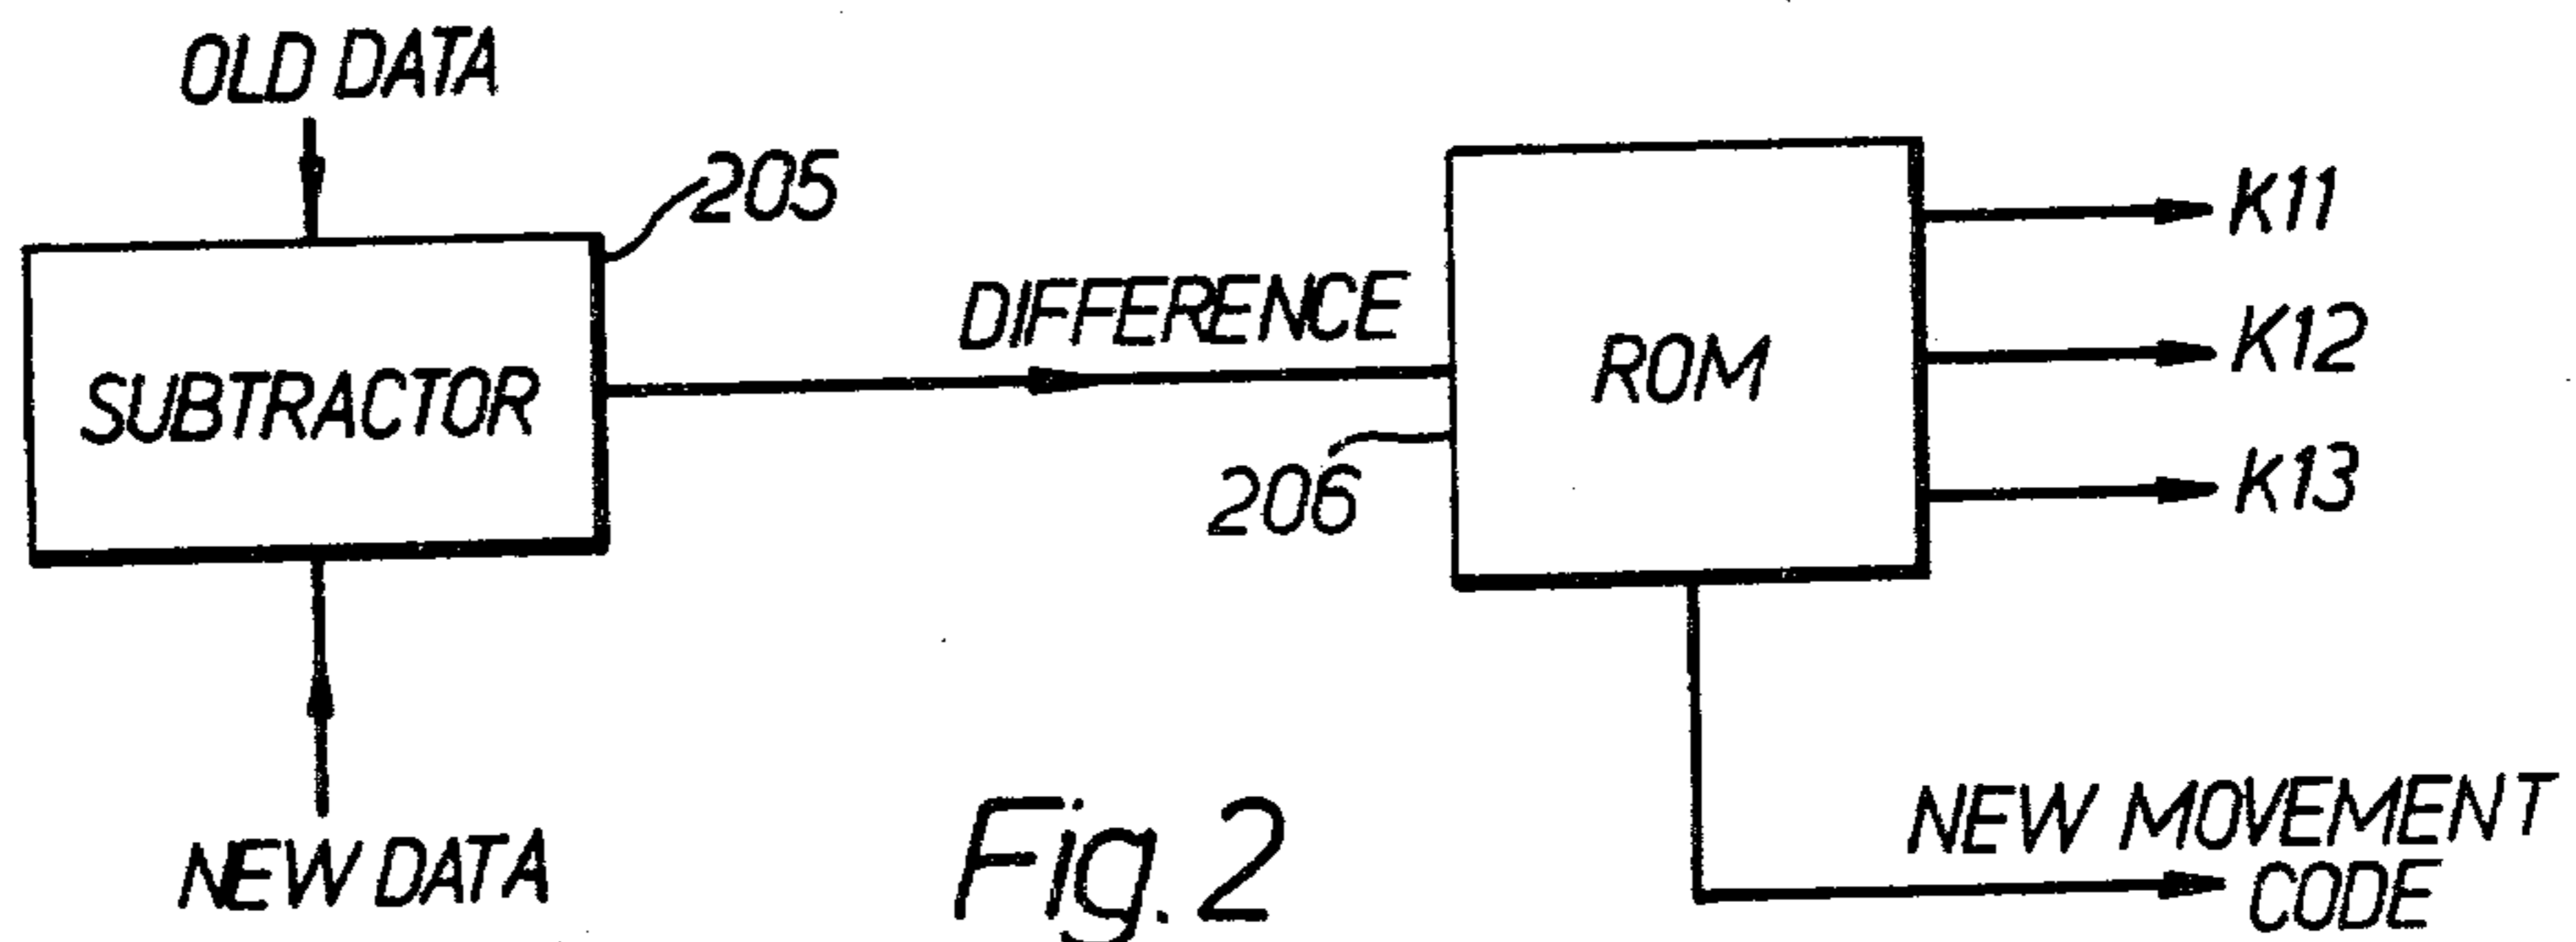 OLD DATA
205
SUBTRACTOR
NEW DATA
DIFFERENCE
206
ROM
K11
K12
K13
NEW MOVEMENT
CODE
Fig. 2